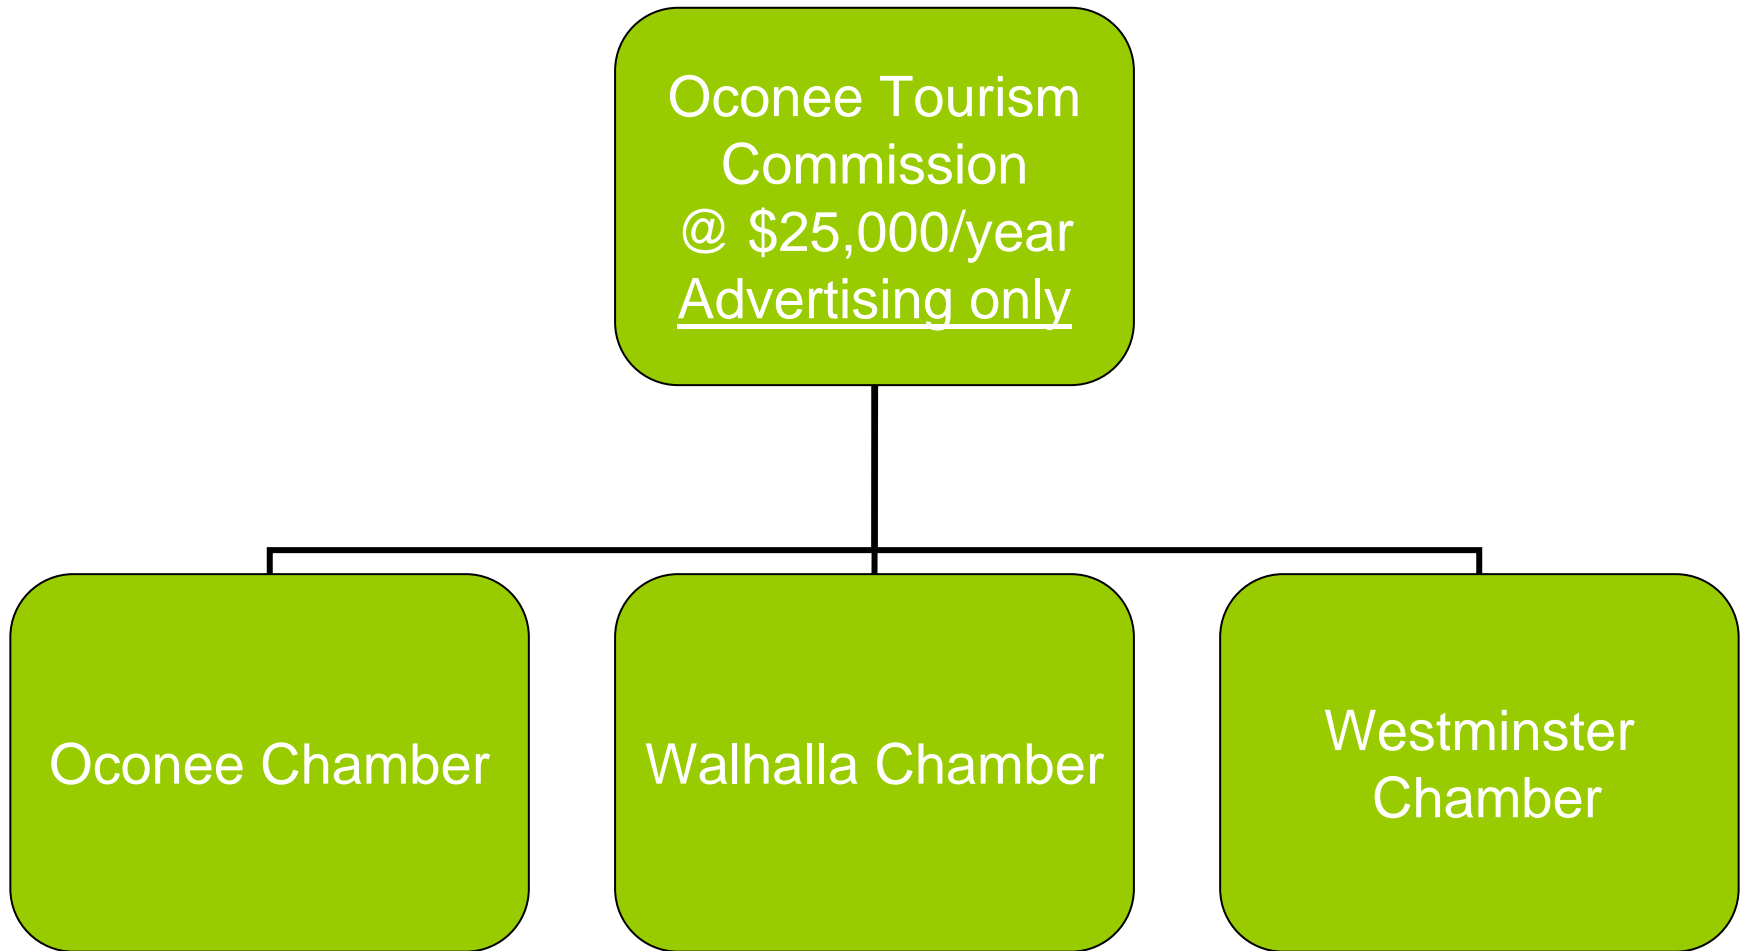 Oconee Tourism
Commission
@ $25,000/year
Advertising only
Oconee Chamber
Walhalla Chamber
Westminster
Chamber